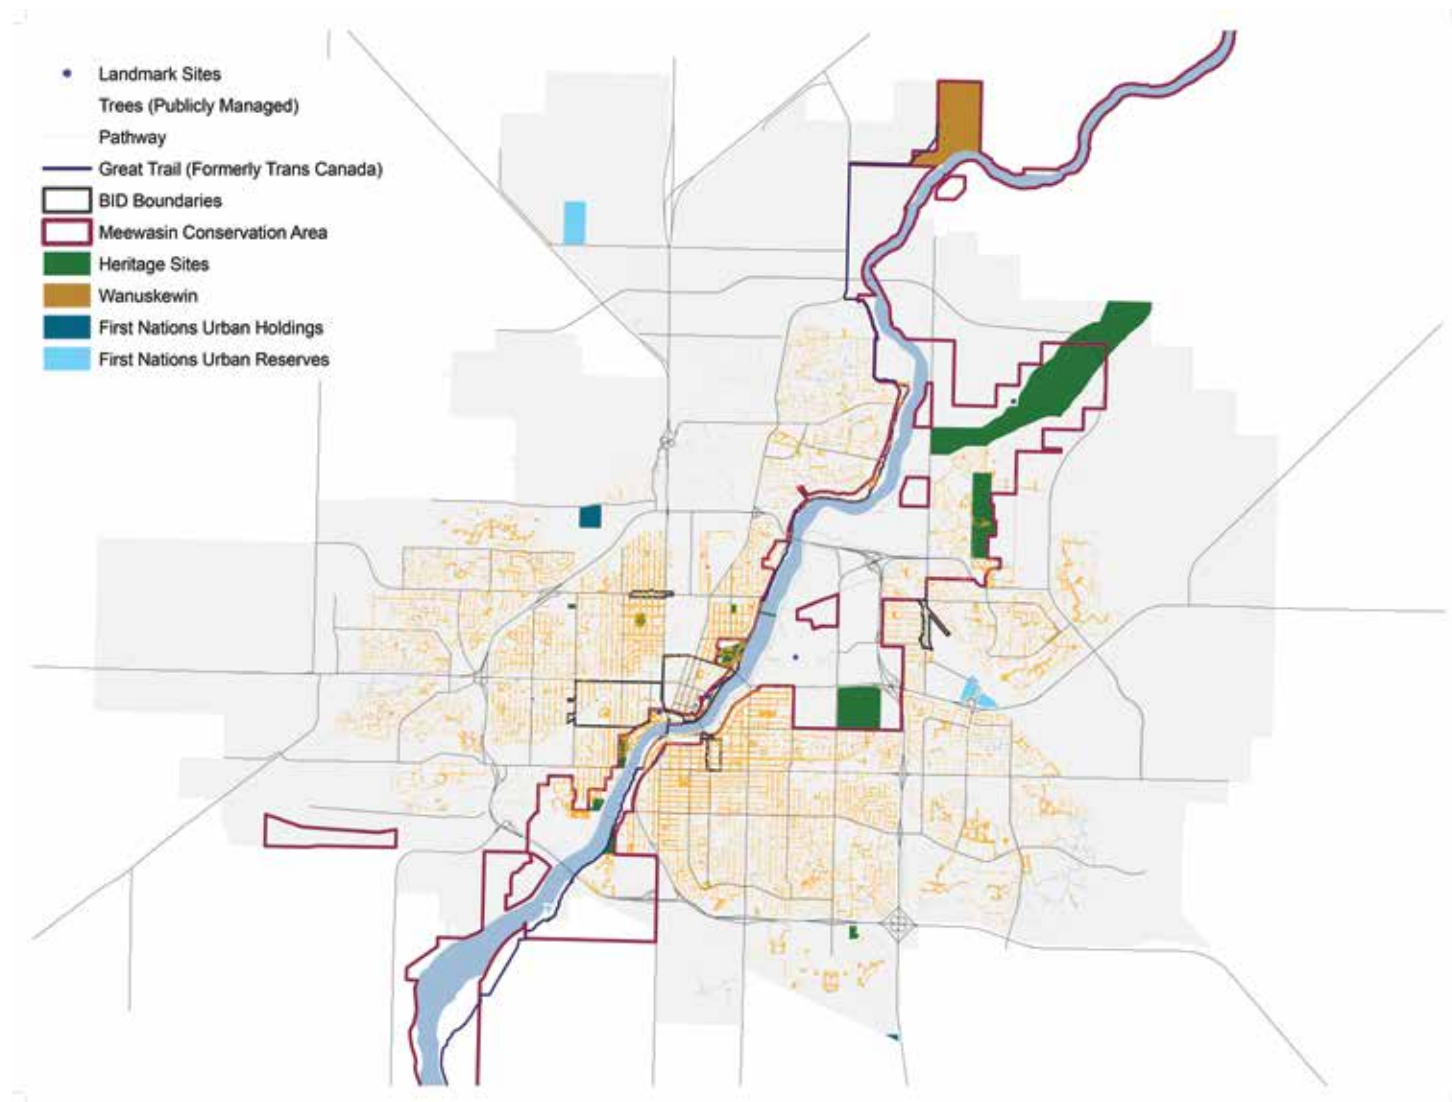 Landmark Sites
Trees (Publicly Managed)
Pathway
Great Trail (Formerly Trans Canada)
BID Boundaries
Meewasin Conservation Area
Heritage Sites
Wanuskewin
First Nations Urban Holdings
First Nations Urban Reserves